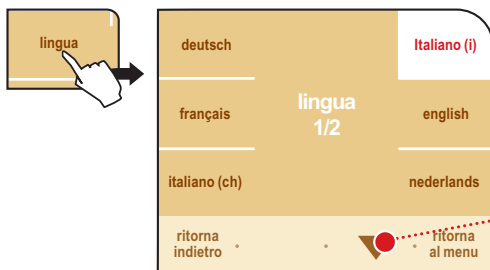 lingua
deutsch
Italiano (i)
français
lingua
1/2
english
italiano (ch)
nederlands
ritorna
indietro
ritorna
al menu